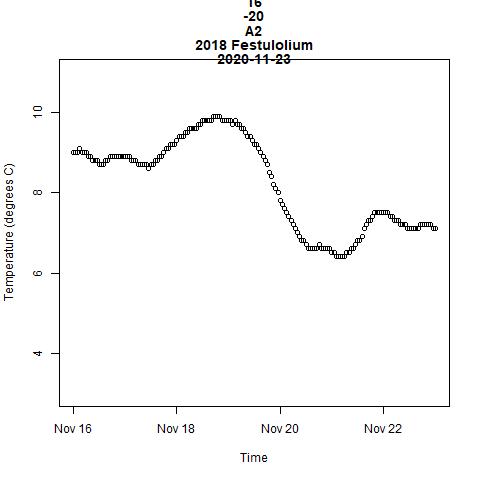 16
-20
A2
2018 Festulolium
2020-11-23
Temperature (degrees C)
10
8
6
4
Nov 16 Nov 18 Nov 20 Nov 22
Time